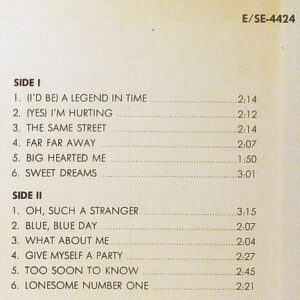 E/SE-4424
SIDE I
1. (I'D BE) A LEGEND IN TIME 2:14
2. (YES) I'M HURTING 2:12
3. THE SAME STREET 2:14
4. FAR FAR AWAY 2:07
5. BIG HEARTED ME 1:50
6. SWEET DREAMS 3:01
SIDE II
1. OH, SUCH A STRANGER 3:15
2. BLUE, BLUE DAY 2:07
3. WHAT ABOUT ME 2:04
4. GIVE MYSELF A PARTY 2:27
5. TOO SOON TO KNOW 2:45
6. LONESOME NUMBER ONE 2:21